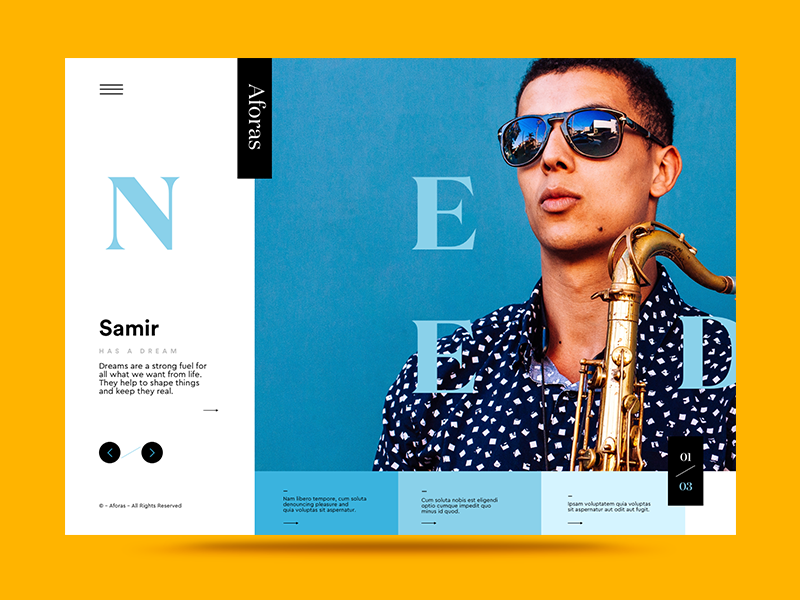 Aforas
N E
E D
Samir
HAS A DREAM
Dreams are a strong fuel for
all what we want from life.
They help to shape things
and keep they real.
© - Aforas - All Rights Reserved
Nam libero tempore, cum soluta
denouncing pleasure and
quia voluptas sit aspernatur.
Cum soluta nobis est eligendi
optio cumque impedit quo
minus id quod.
Ipsam voluptatem quia voluptas
sit aspernatur aut odit aut fugit.
01
03